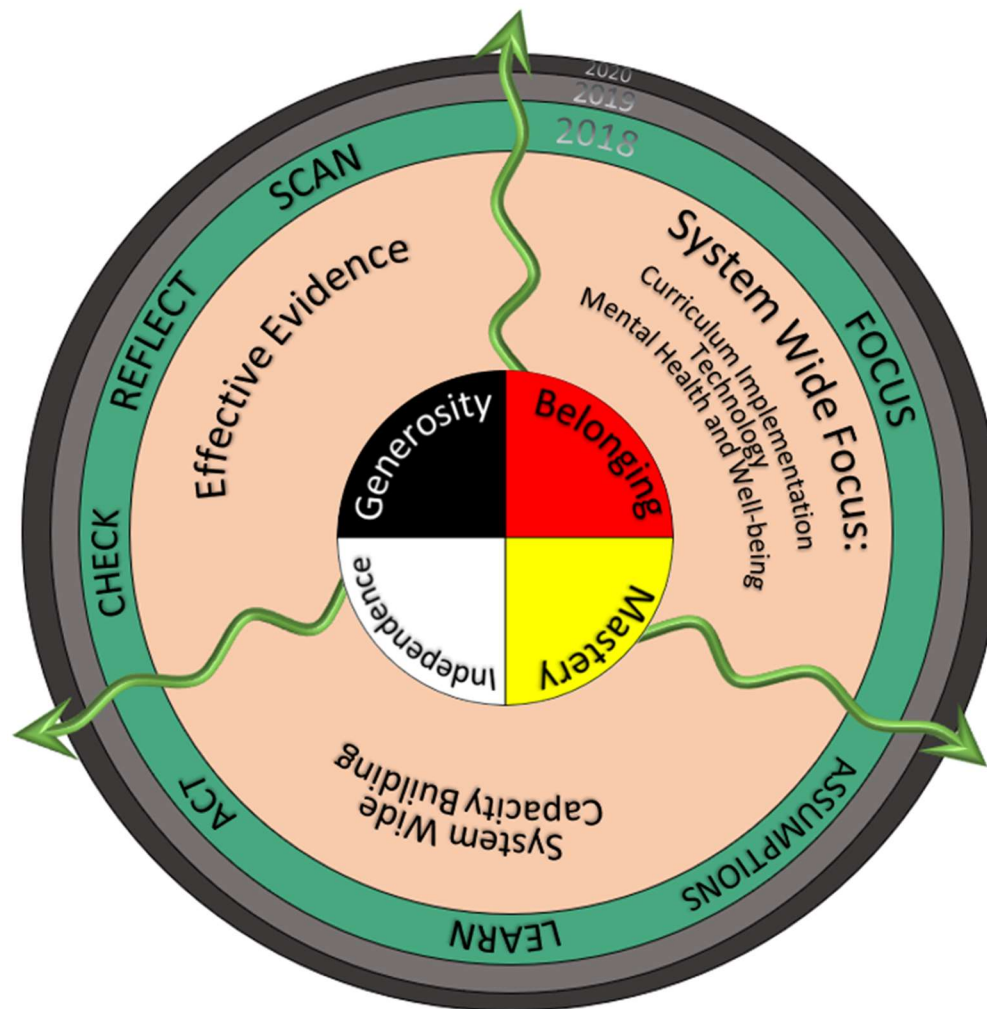 2020
2019
2018
SCAN
FOCUS
ASSUMPTIONS
LEARN
ACT
CHECK
REFLECT
System Wide Focus:
Curriculum Implementation
Technology
Mental Health and Well-being
System Wide
Capacity Building
Effective Evidence
Generosity
Belonging
Mastery
Independence